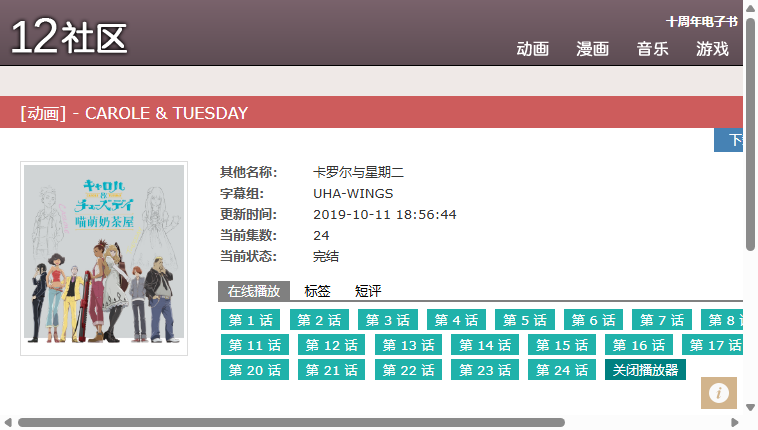 12社区
十周年电子书
动画 漫画 音乐 游戏
[动画] - CAROLE & TUESDAY
キャロル
&
チューズデイ
喵萌奶茶屋
其他名称: 卡罗尔与星期二
字幕组: UHA-WINGS
更新时间: 2019-10-11 18:56:44
当前集数: 24
当前状态: 完结
在线播放 标签 短评
第 1 话 第 2 话 第 3 话 第 4 话 第 5 话 第 6 话 第 7 话 第 8
第 11 话 第 12 话 第 13 话 第 14 话 第 15 话 第 16 话 第 17 话
第 20 话 第 21 话 第 22 话 第 23 话 第 24 话 关闭播放器